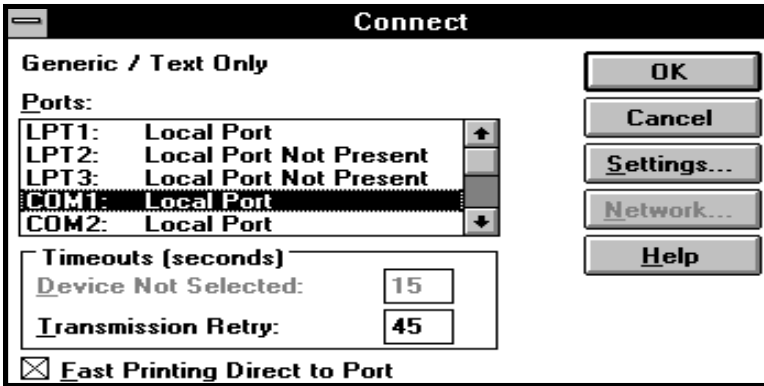 Connect
Generic / Text Only
Ports:
LPT1: Local Port
LPT2: Local Port Not Present
LPT3: Local Port Not Present
COM1: Local Port
COM2: Local Port
Timeouts (seconds)
Device Not Selected: 15
Transmission Retry: 45
Fast Printing Direct to Port
OK
Cancel
Settings...
Network...
Help